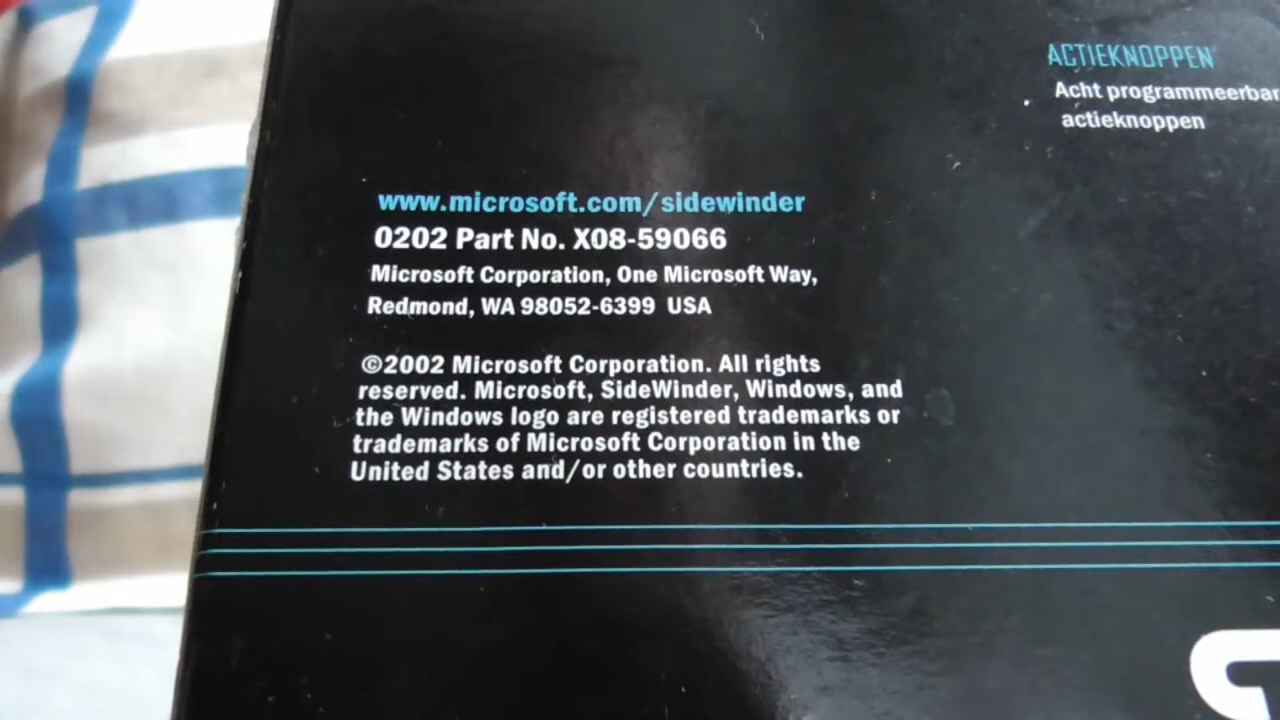 ACTIEKNOPPEN
Acht programmeerbar
actieknoppen
www.microsoft.com/sidewinder
0202 Part No. X08-59066
Microsoft Corporation, One Microsoft Way,
Redmond, WA 98052-6399 USA
©2002 Microsoft Corporation. All rights
reserved. Microsoft, SideWinder, Windows, and
the Windows logo are registered trademarks or
trademarks of Microsoft Corporation in the
United States and/or other countries.